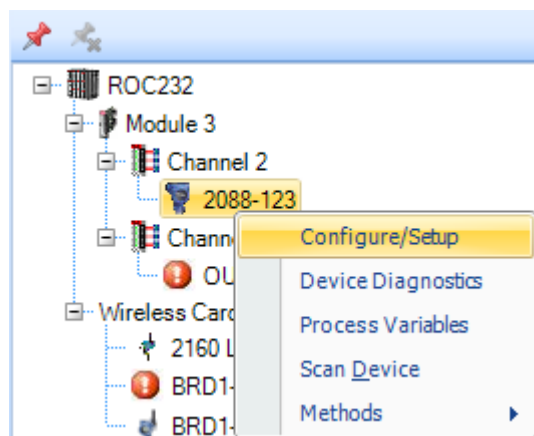 ROC232
Module 3
Channel 2
2088-123
Configure/Setup
Device Diagnostics
Wireless
2160
Process Variables
BRD1-
Scan Device
BRD1-
Methods